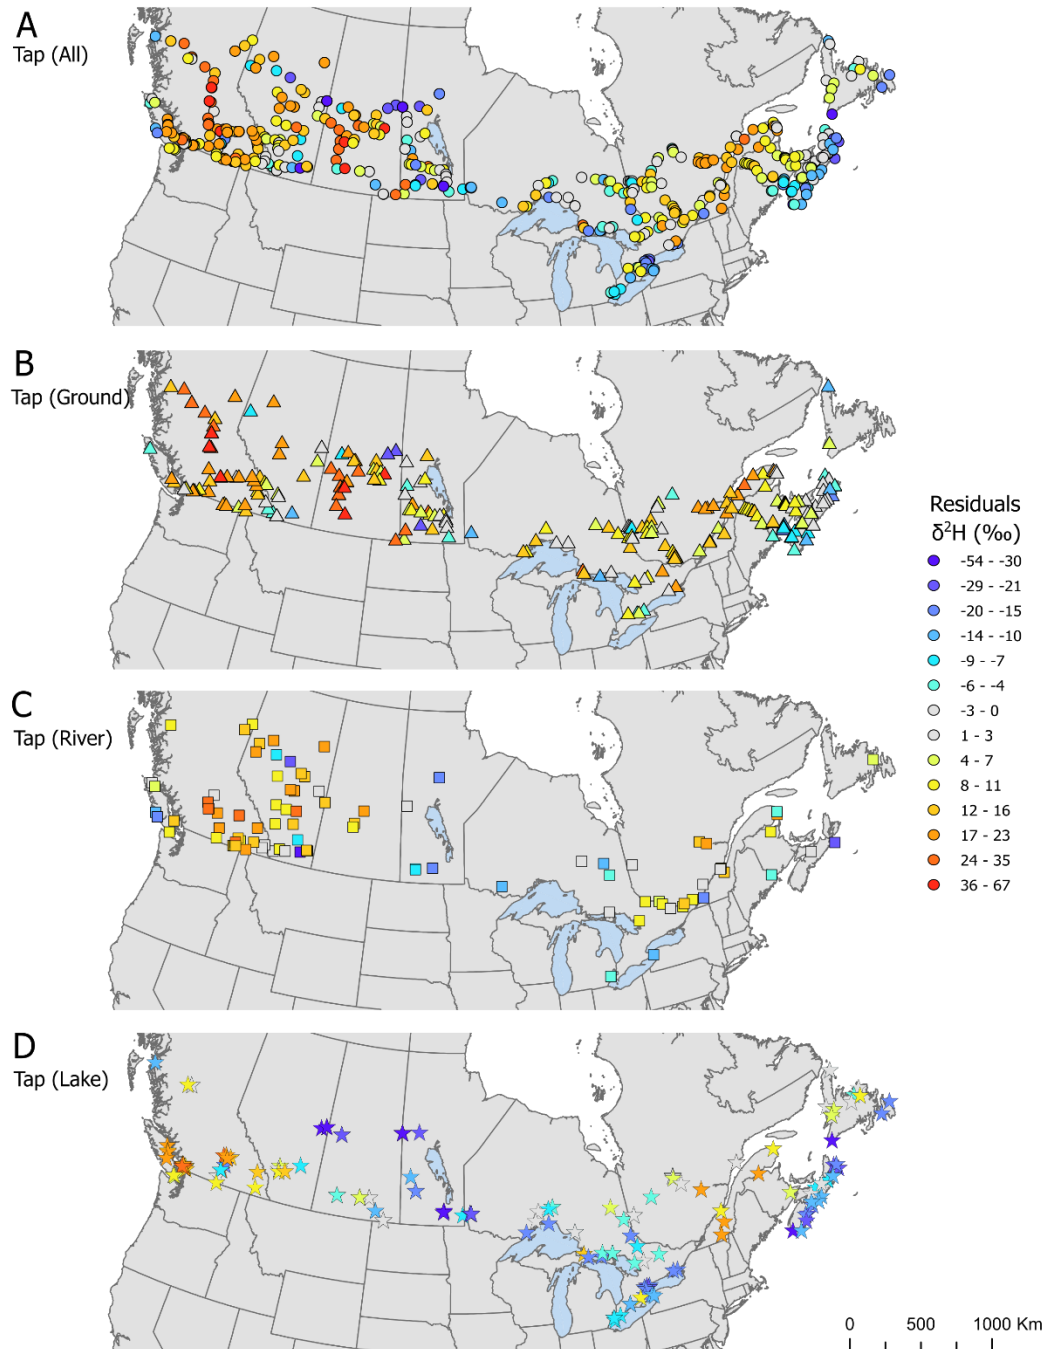 A
Tap (All)
B
Tap (Ground)
C
Tap (River)
D
Tap (Lake)
Residuals
δ²H (‰)
-54 - -30
-29 - -21
-20 - -15
-14 - -10
-9 - -7
-6 - -4
-3 - 0
1 - 3
4 - 7
8 - 11
12 - 16
17 - 23
24 - 35
36 - 67
0 500 1000 Km